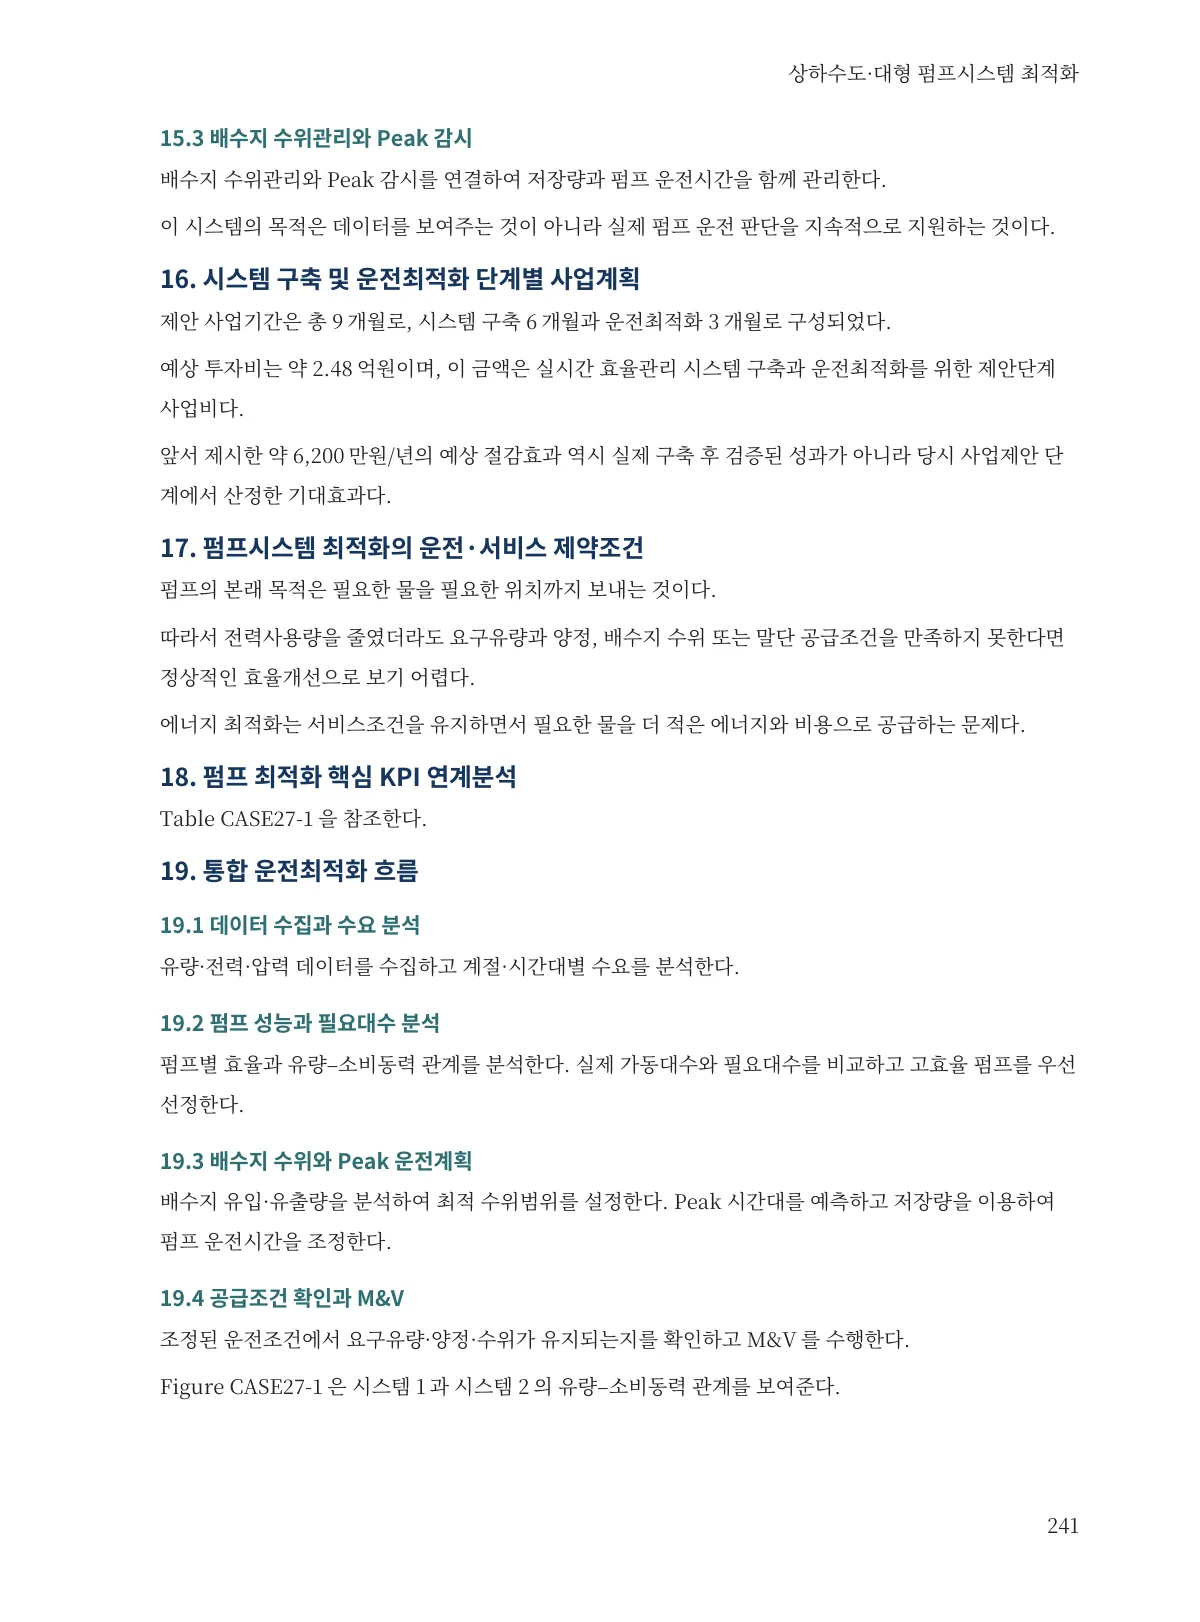 상하수도·대형 펌프시스템 최적화
15.3 배수지 수위관리와 Peak 감시
배수지 수위관리와 Peak 감시를 연결하여 저장량과 펌프 운전시간을 함께 관리한다.
이 시스템의 목적은 데이터를 보여주는 것이 아니라 실제 펌프 운전 판단을 지속적으로 지원하는 것이다.
16. 시스템 구축 및 운전최적화 단계별 사업계획
제안 사업기간은 총 9개월로, 시스템 구축 6개월과 운전최적화 3개월로 구성되었다.
예상 투자비는 약 2.48억원이며, 이 금액은 실시간 효율관리 시스템 구축과 운전최적화를 위한 제안단계
사업비다.
앞서 제시한 약 6,200만원/년의 예상 절감효과 역시 실제 구축 후 검증된 성과가 아니라 당시 사업제안 단
계에서 산정한 기대효과다.
17. 펌프시스템 최적화의 운전·서비스 제약조건
펌프의 본래 목적은 필요한 물을 필요한 위치까지 보내는 것이다.
따라서 전력사용량을 줄였더라도 요구유량과 양정, 배수지 수위 또는 말단 공급조건을 만족하지 못한다면
정상적인 효율개선으로 보기 어렵다.
에너지 최적화는 서비스조건을 유지하면서 필요한 물을 더 적은 에너지와 비용으로 공급하는 문제다.
18. 펌프 최적화 핵심 KPI 연계분석
Table CASE27-1을 참조한다.
19. 통합 운전최적화 흐름
19.1 데이터 수집과 수요 분석
유량·전력·압력 데이터를 수집하고 계절·시간대별 수요를 분석한다.
19.2 펌프 성능과 필요대수 분석
펌프별 효율과 유량–소비동력 관계를 분석한다. 실제 가동대수와 필요대수를 비교하고 고효율 펌프를 우선
선정한다.
19.3 배수지 수위와 Peak 운전계획
배수지 유입·유출량을 분석하여 최적 수위범위를 설정한다. Peak 시간대를 예측하고 저장량을 이용하여
펌프 운전시간을 조정한다.
19.4 공급조건 확인과 M&V
조정된 운전조건에서 요구유량·양정·수위가 유지되는지를 확인하고 M&V를 수행한다.
Figure CASE27-1은 시스템 1과 시스템 2의 유량–소비동력 관계를 보여준다.
241